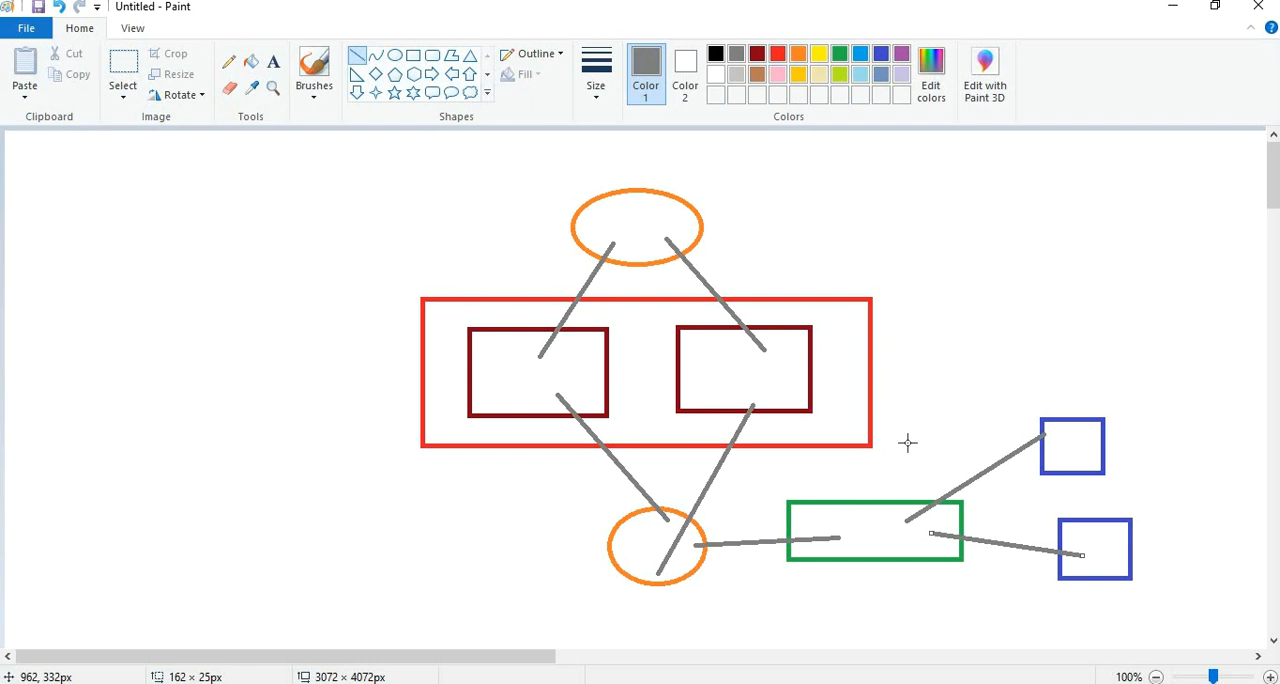 Untitled - Paint
File Home View
Paste
Cut
Copy
Clipboard
Select
Crop
Resize
Rotate
Image
A
Tools
Brushes
Outline
Fill
Shapes
Size
Color
1
Color
2
Edit
colors
Colors
Edit with
Paint 3D
962, 332px 162 × 25px 3072 × 4072px 100%